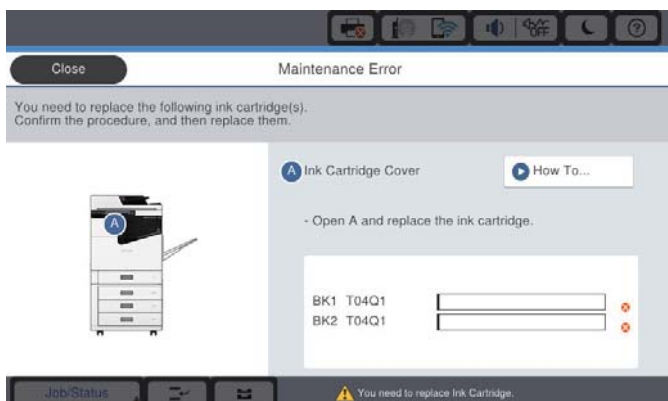 Close
Maintenance Error
You need to replace the following ink cartridge(s).
Confirm the procedure, and then replace them.
A Ink Cartridge Cover
How To...
A
- Open A and replace the ink cartridge.
BK1 T04Q1
BK2 T04Q1
Job/Status
You need to replace Ink Cartridge.
OFF